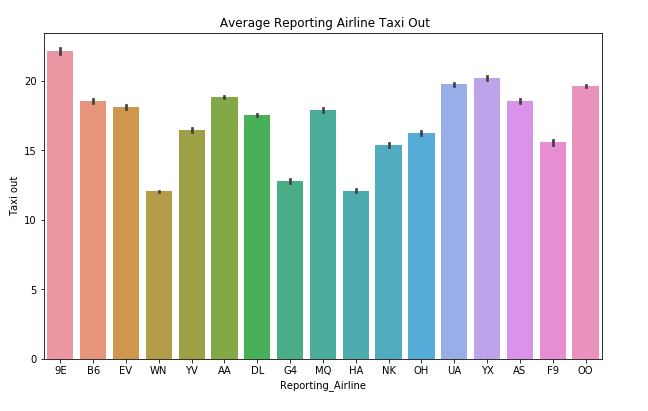 Average Reporting Airline Taxi Out
Taxi out
20
15
10
5
0
9E B6 EV WN YV AA DL G4 MQ HA NK OH UA YX AS F9 OO
Reporting_Airline